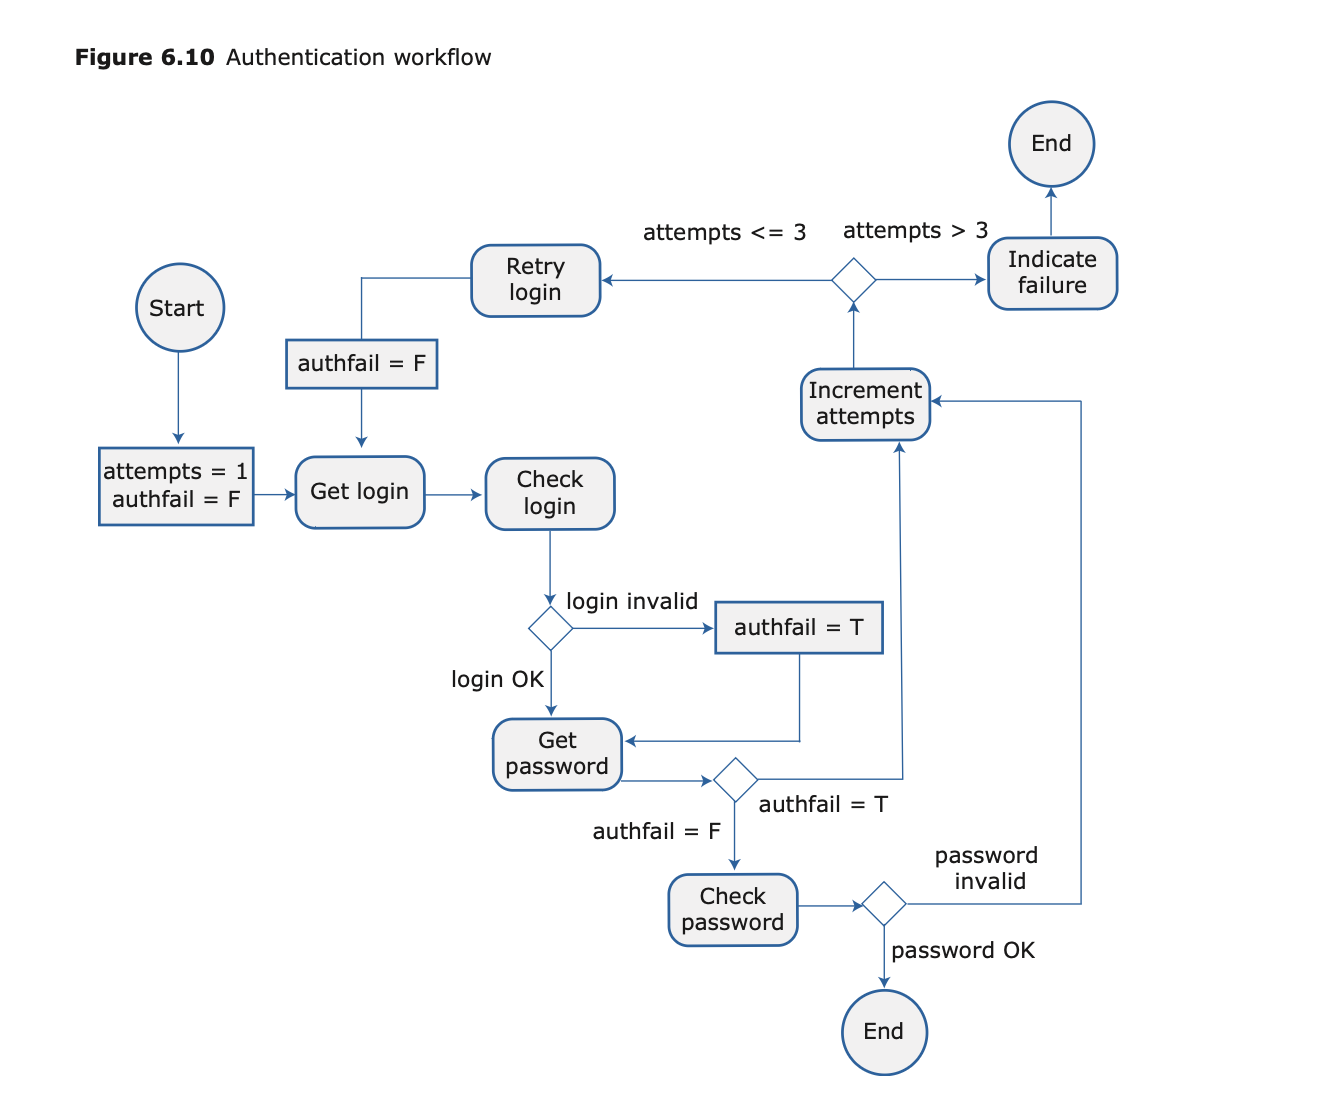 Figure 6.10 Authentication workflow
End
attempts <= 3
attempts > 3
Retry
login
Indicate
failure
Start
authfail = F
Increment
attempts
attempts = 1
authfail = F
Get login
Check
login
login invalid
authfail = T
login OK
Get
password
authfail = T
authfail = F
password
invalid
Check
password
password OK
End